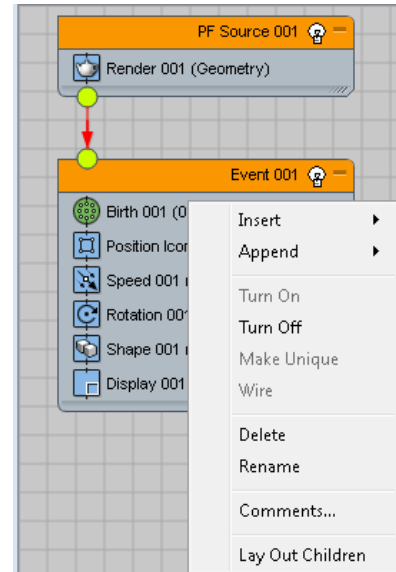 PF Source 001
Render 001 (Geometry)
Event 001
Birth 001 (0
Position Icon
Speed 001
Rotation 001
Shape 001
Display 001
Insert
Append
Turn On
Turn Off
Make Unique
Wire
Delete
Rename
Comments...
Lay Out Children